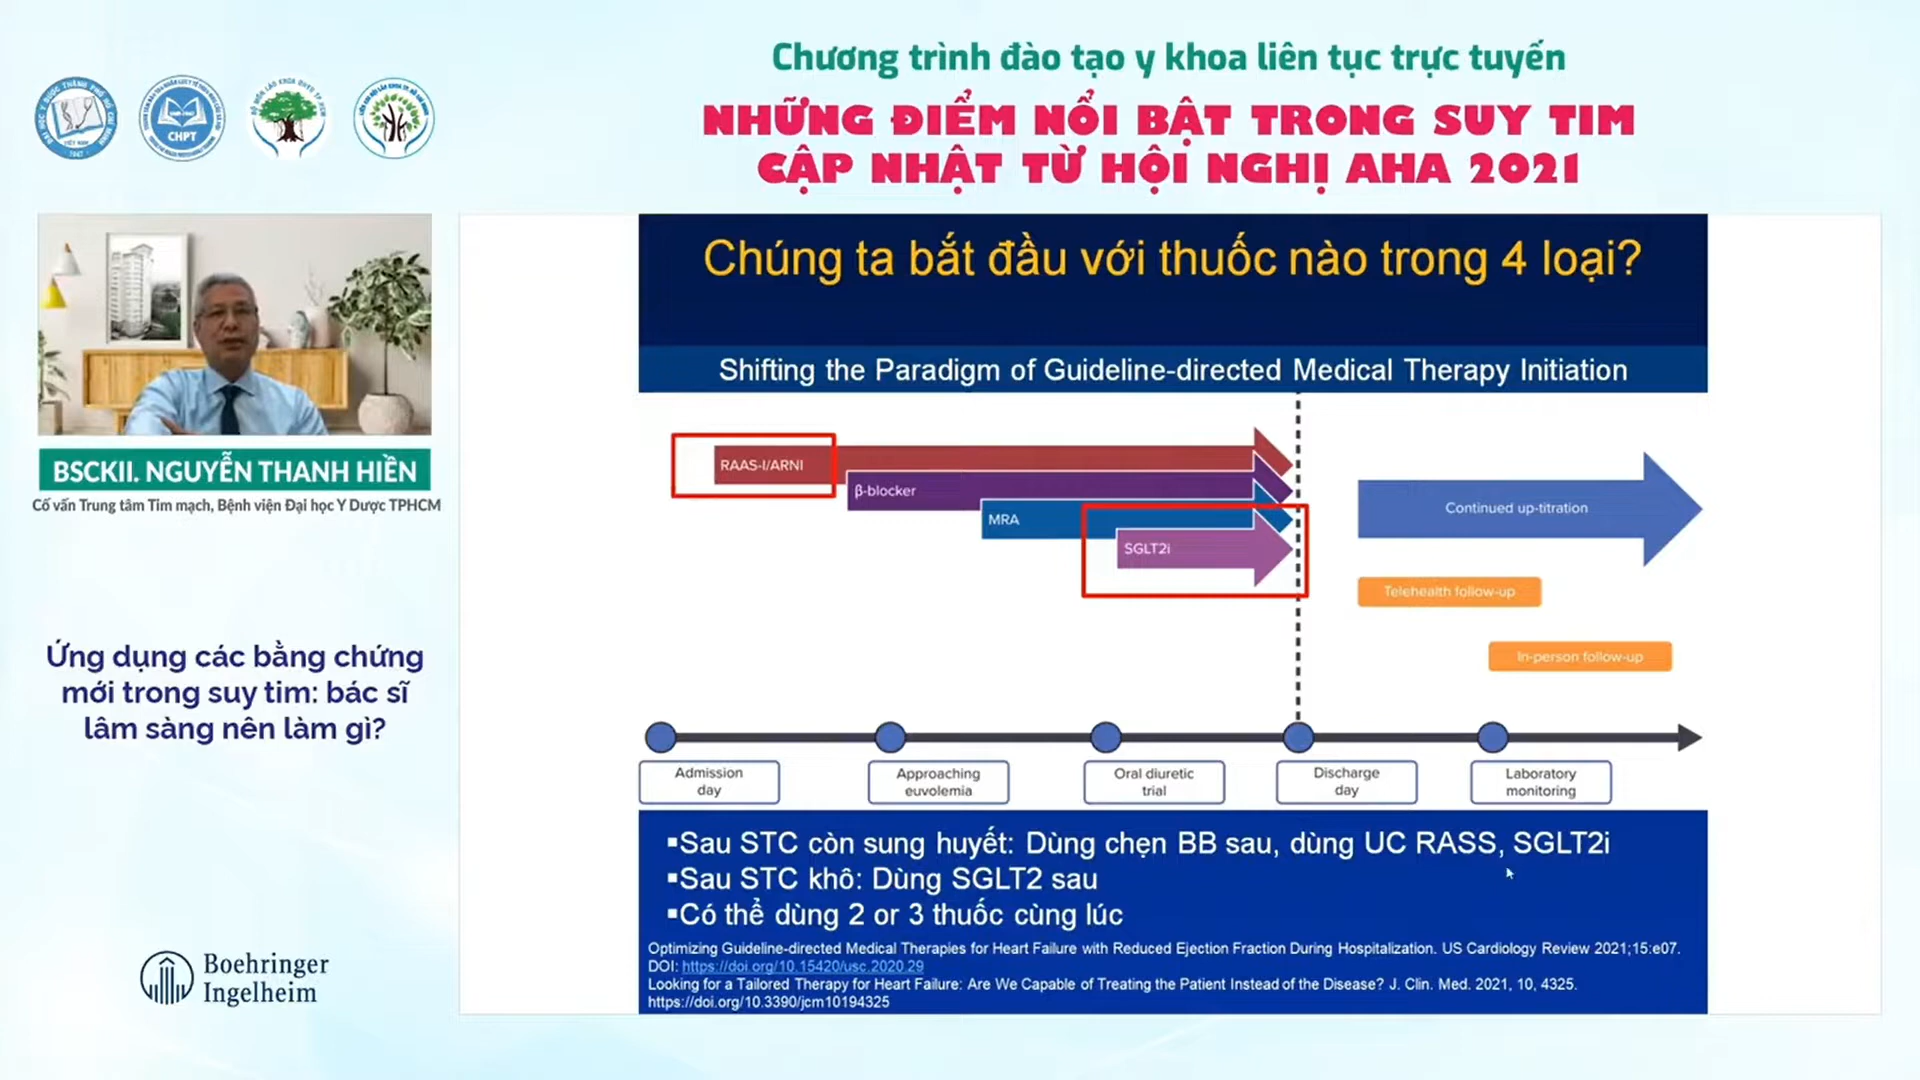 Chương trình đào tạo y khoa liên tục trực tuyến
NHỮNG ĐIỂM NỔI BẬT TRONG SUY TIM
CẬP NHẬT TỪ HỘI NGHỊ AHA 2021
CHPT
BSCKII. NGUYỄN THANH HIỀN
Cố vấn Trung tâm Tim mạch, Bệnh viện Đại học Y Dược TPHCM
Ứng dụng các bằng chứng
mới trong suy tim: bác sĩ
lâm sàng nên làm gì?
Boehringer
Ingelheim
Chúng ta bắt đầu với thuốc nào trong 4 loại?
Shifting the Paradigm of Guideline-directed Medical Therapy Initiation
RAAS-I/ARNI
β-blocker
MRA
SGLT2i
Continued up-titration
Telehealth follow-up
In-person follow-up
Admission
day
Approaching
euvolemia
Oral diuretic
trial
Discharge
day
Laboratory
monitoring
▪Sau STC còn sung huyết: Dùng chẹn BB sau, dùng UC RASS, SGLT2i
▪Sau STC khô: Dùng SGLT2 sau
▪Có thể dùng 2 or 3 thuốc cùng lúc
Optimizing Guideline-directed Medical Therapies for Heart Failure with Reduced Ejection Fraction During Hospitalization. US Cardiology Review 2021;15:e07.
DOI: https://doi.org/10.15420/usc.2020.29
Looking for a Tailored Therapy for Heart Failure: Are We Capable of Treating the Patient Instead of the Disease? J. Clin. Med. 2021, 10, 4325.
https://doi.org/10.3390/jcm10194325